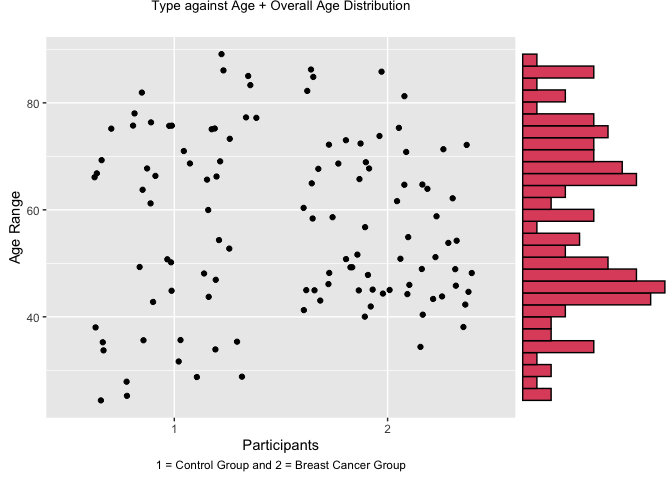 Type against Age + Overall Age Distribution
80
60
40
Age Range
1
2
Participants
1 = Control Group and 2 = Breast Cancer Group